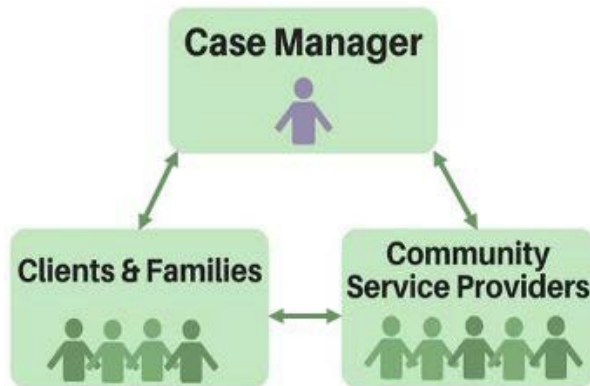 Case Manager
Clients & Families
Community
Service Providers